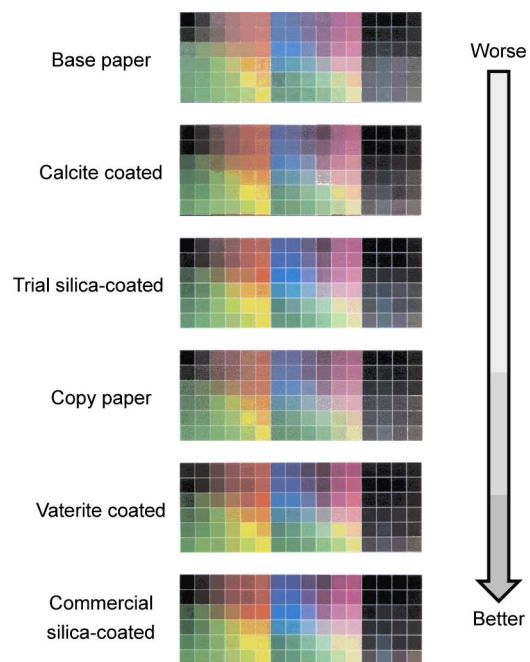 Base paper
Worse
Calcite coated
Trial silica-coated
Copy paper
Vaterite coated
Commercial
silica-coated
Better